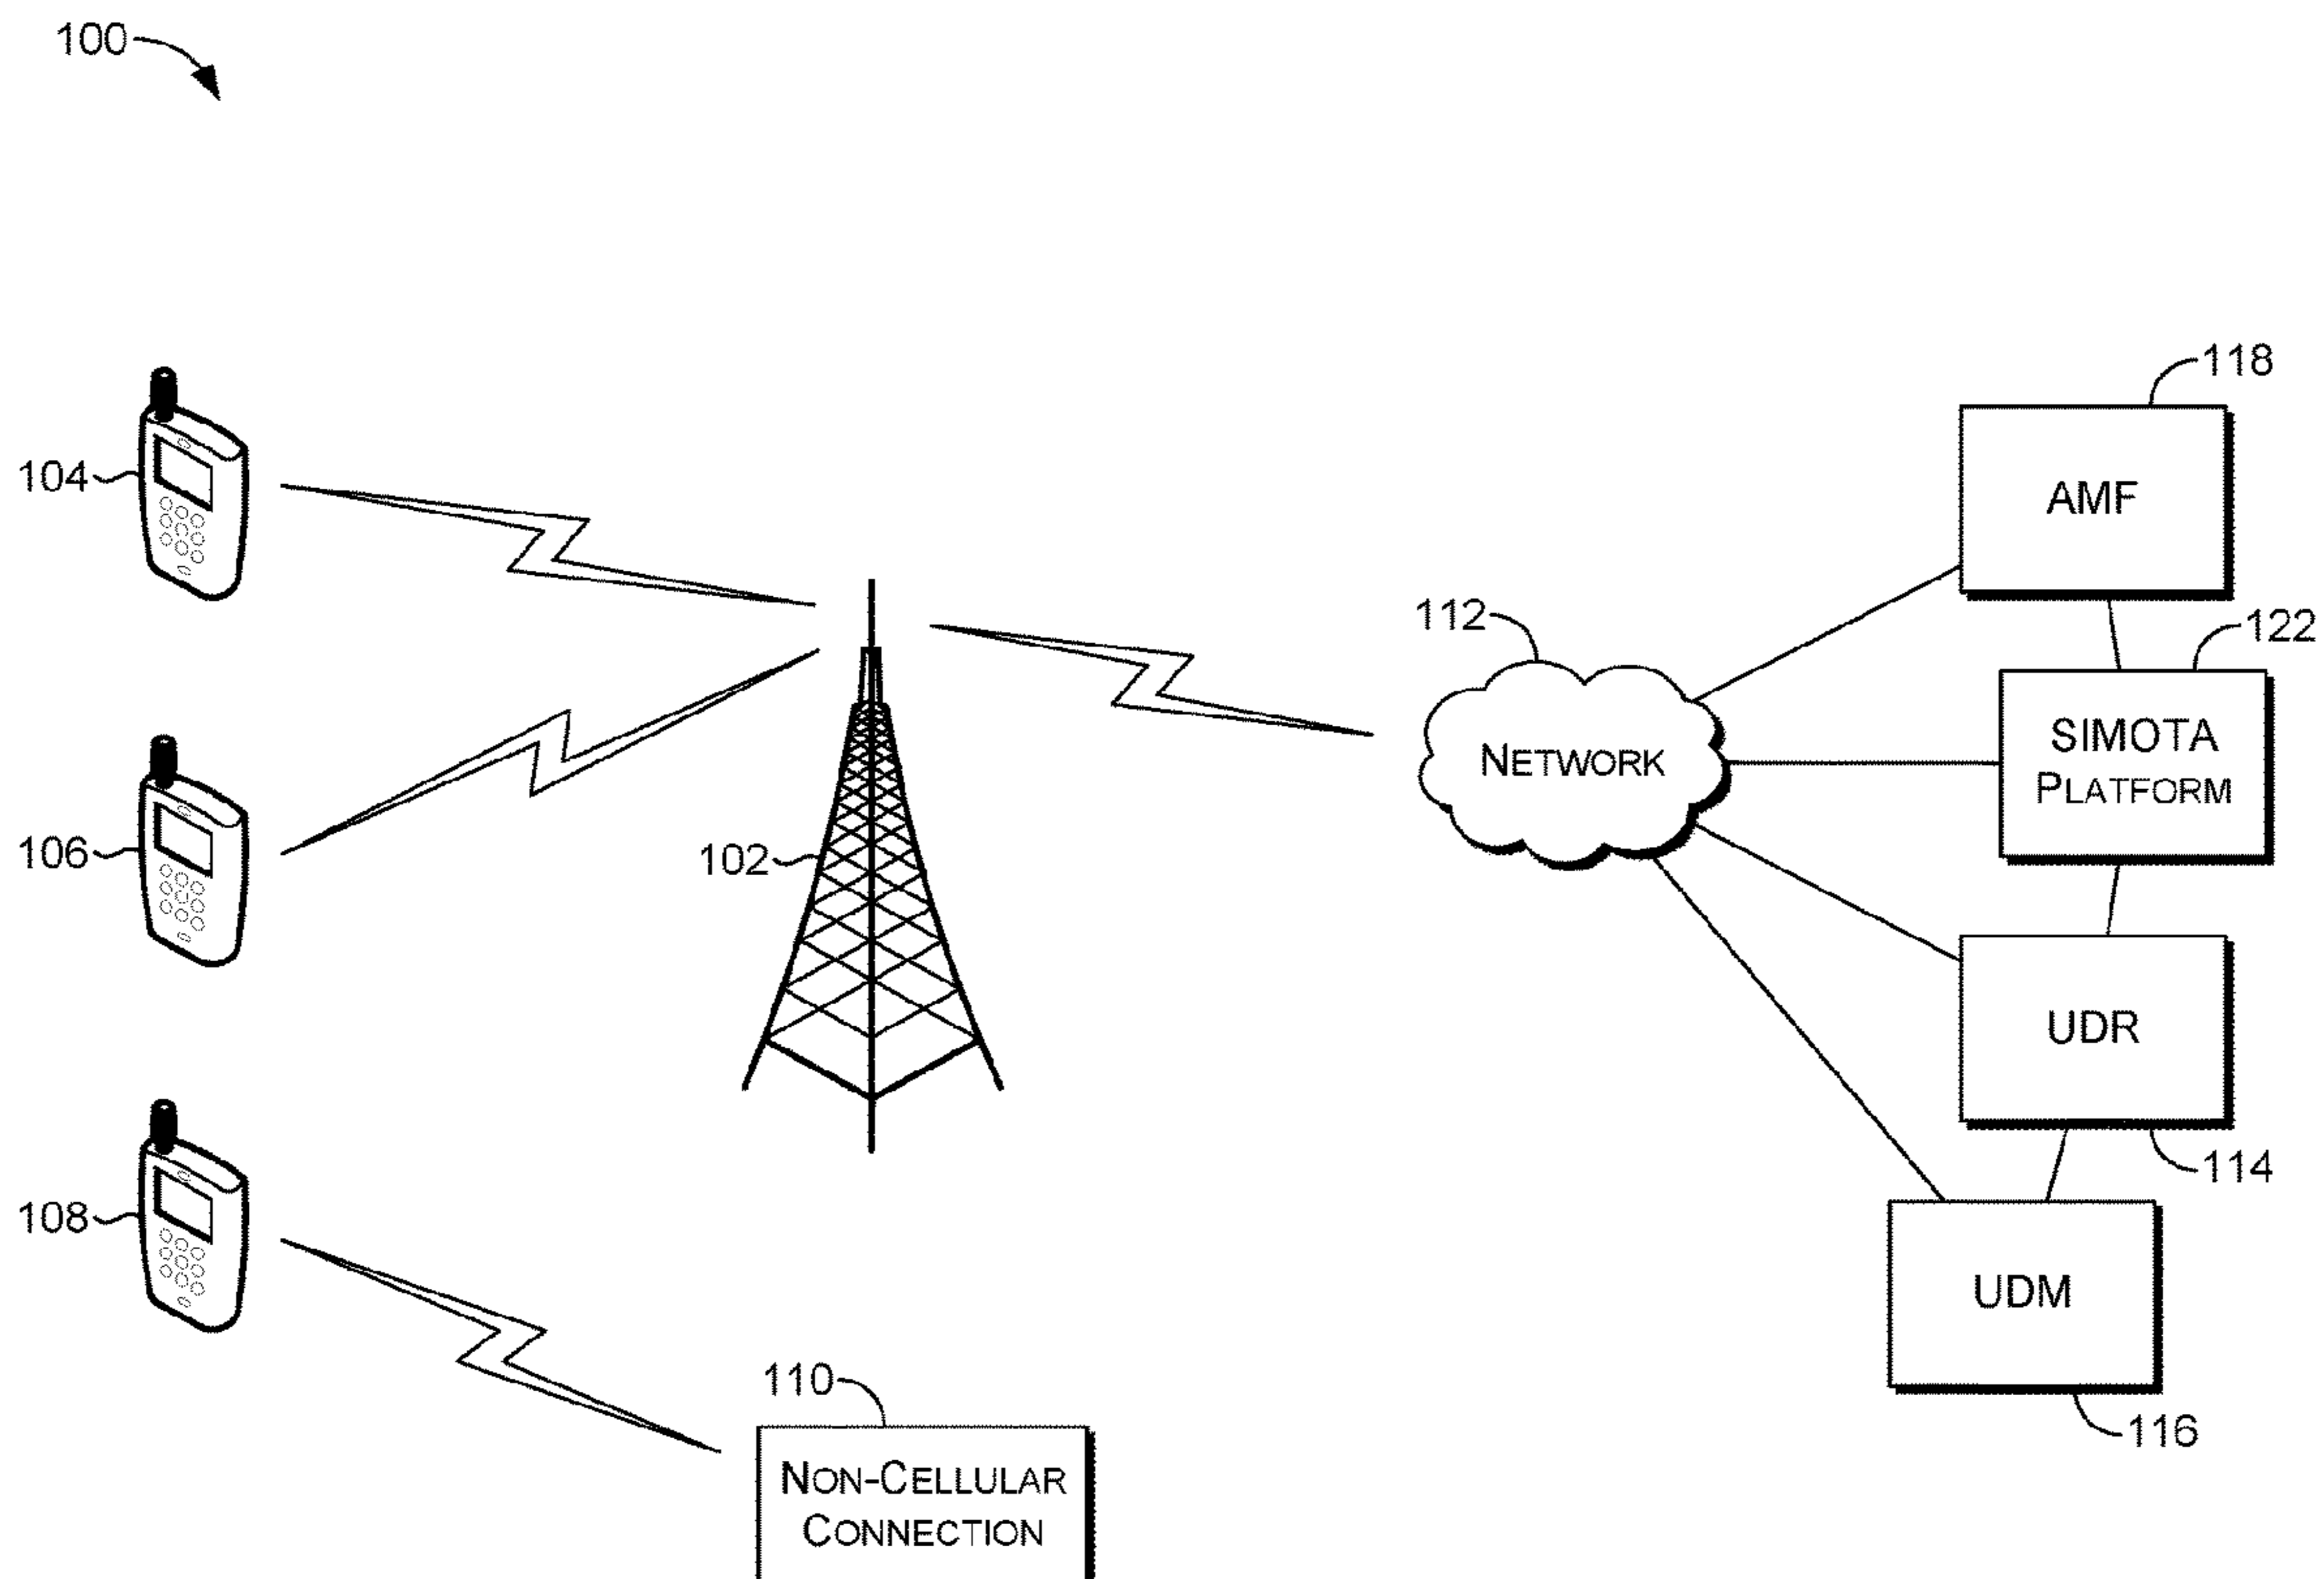 100
118
AMF
104
112
122
NETWORK
SIMOTA
PLATFORM
106
102
UDR
114
108
UDM
110
116
NON-CELLULAR
CONNECTION